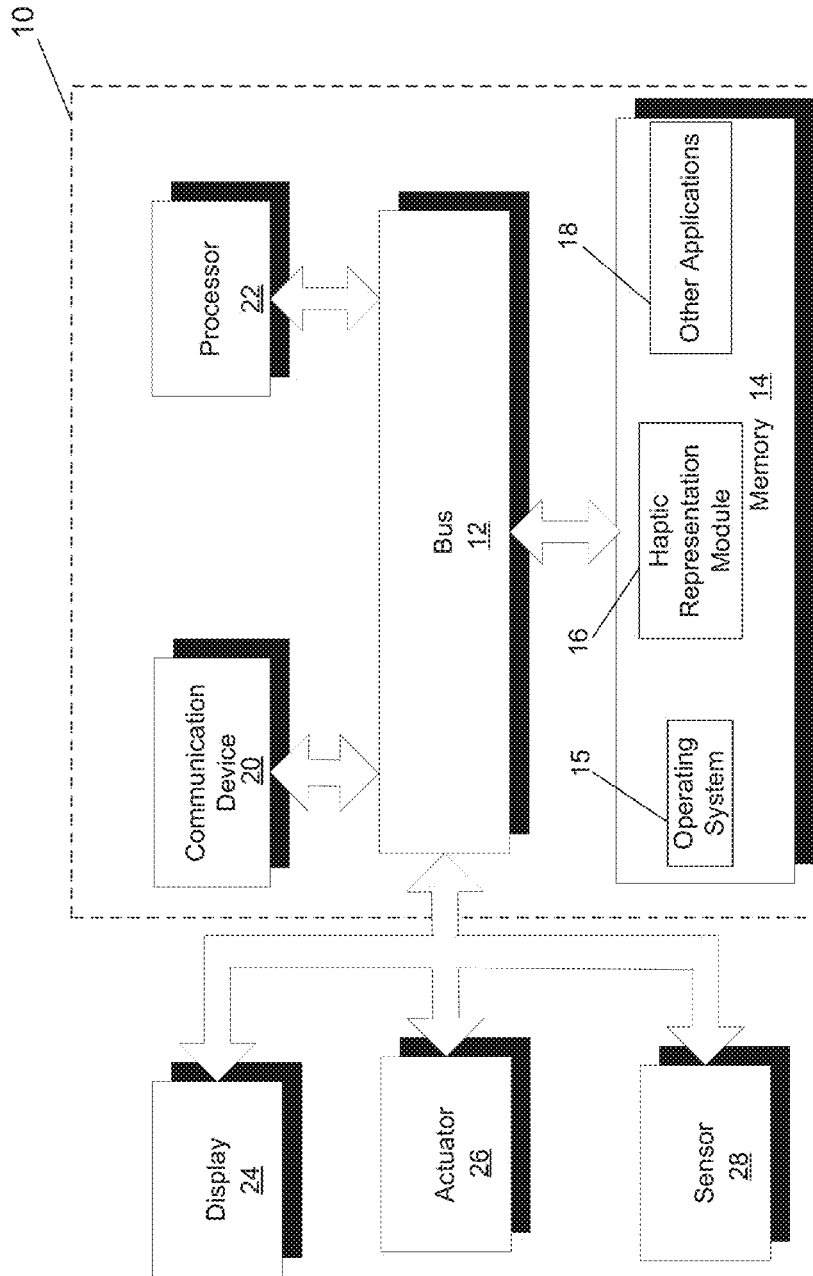 10
Display
24
Communication
Device
20
Processor
22
Actuator
26
Bus
12
Sensor
28
15
16
18
Operating
System
Haptic
Representation
Module
Other Applications
Memory 14